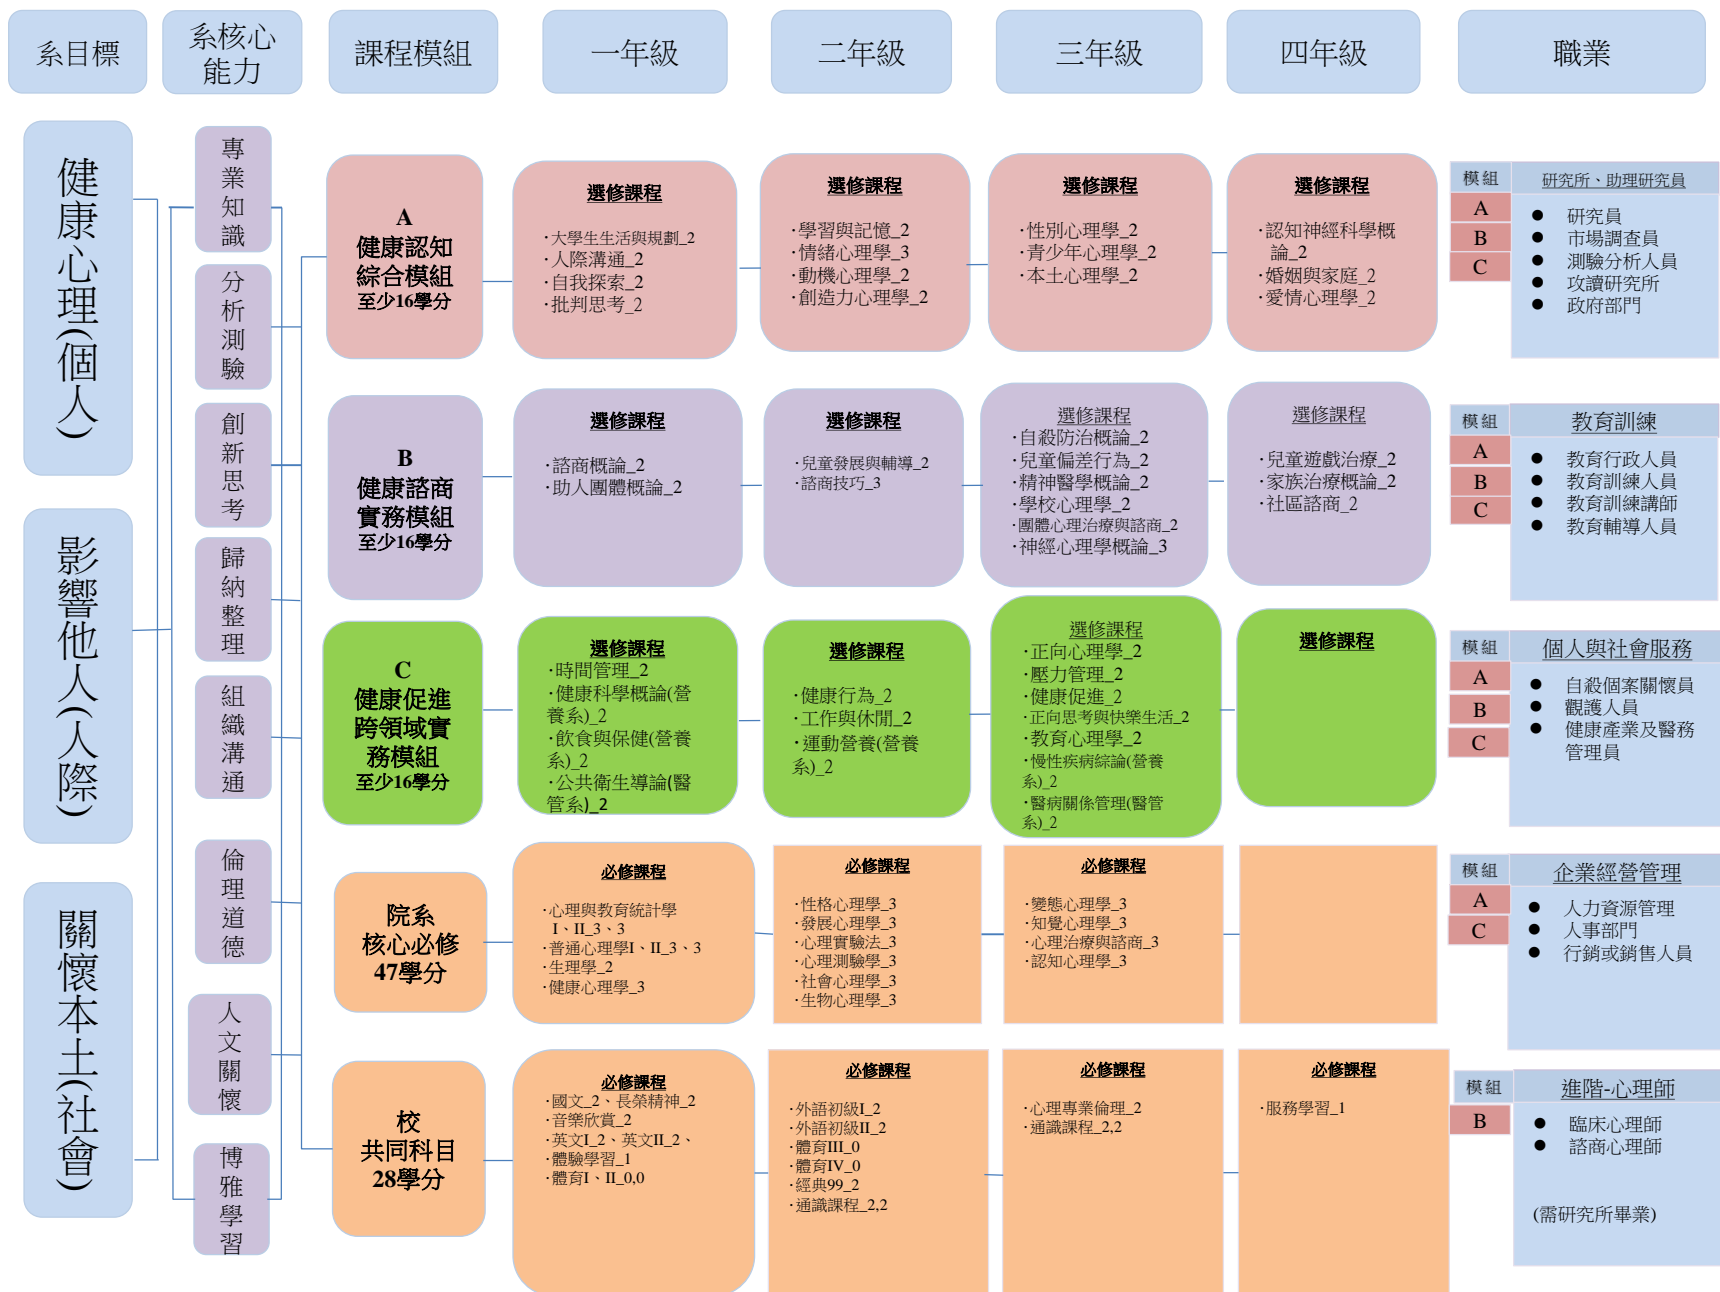 系目標
系核心
能力
課程模組
一年級
二年級
三年級
四年級
職業
健康心理(個人)
影響他人(人際)
關懷本土(社會)
專業知識
分析測驗
創新思考
歸納整理
組織溝通
倫理道德
人文關懷
博雅學習
A
健康認知
綜合模組
至少16學分
選修課程
·大學生生活與規劃_2
·人際溝通_2
·自我探索_2
·批判思考_2
選修課程
·學習與記憶_2
·情緒心理學_3
·動機心理學_2
·創造力心理學_2
選修課程
·性別心理學_2
·青少年心理學_2
·本土心理學_2
選修課程
·認知神經科學概
論_2
·婚姻與家庭_2
·愛情心理學_2
模組
A
B
C
研究所、助理研究員
● 研究員
● 市場調查員
● 測驗分析人員
● 攻讀研究所
● 政府部門
B
健康諮商
實務模組
至少16學分
選修課程
·諮商概論_2
·助人團體概論_2
選修課程
·兒童發展與輔導_2
·諮商技巧_3
選修課程
·自殺防治概論_2
·兒童偏差行為_2
·精神醫學概論_2
·學校心理學_2
·團體心理治療與諮商_2
·神經心理學概論_3
選修課程
·兒童遊戲治療_2
·家族治療概論_2
·社區諮商_2
模組
A
B
C
教育訓練
● 教育行政人員
● 教育訓練人員
● 教育訓練講師
● 教育輔導人員
C
健康促進
跨領域實
務模組
至少16學分
選修課程
·時間管理_2
·健康科學概論(營
養系)_2
·飲食與保健(營養
系)_2
·公共衛生導論(醫
管系)_2
選修課程
·健康行為_2
·工作與休閒_2
·運動營養(營養
系)_2
選修課程
·正向心理學_2
·壓力管理_2
·健康促進_2
·正向思考與快樂生活_2
·教育心理學_2
·慢性疾病綜論(營養
系)_2
·醫病關係管理(醫管
系)_2
選修課程
模組
A
B
C
個人與社會服務
● 自殺個案關懷員
● 觀護人員
● 健康產業及醫務
管理員
院系
核心必修
47學分
必修課程
·心理與教育統計學
I、II_3、3
·普通心理學I、II_3、3
·生理學_2
·健康心理學_3
必修課程
·性格心理學_3
·發展心理學_3
·心理實驗法_3
·心理測驗學_3
·社會心理學_3
·生物心理學_3
必修課程
·變態心理學_3
·知覺心理學_3
·心理治療與諮商_3
·認知心理學_3
模組
A
C
企業經營管理
● 人力資源管理
● 人事部門
● 行銷或銷售人員
校
共同科目
28學分
必修課程
·國文_2、長榮精神_2
·音樂欣賞_2
·英文I_2、英文II_2、
·體驗學習_1
·體育I、II_0,0
必修課程
·外語初級I_2
·外語初級II_2
·體育III_0
·體育IV_0
·經典99_2
·通識課程_2,2
必修課程
·心理專業倫理_2
·通識課程_2,2
必修課程
·服務學習_1
模組
B
進階-心理師
● 臨床心理師
● 諮商心理師
(需研究所畢業)